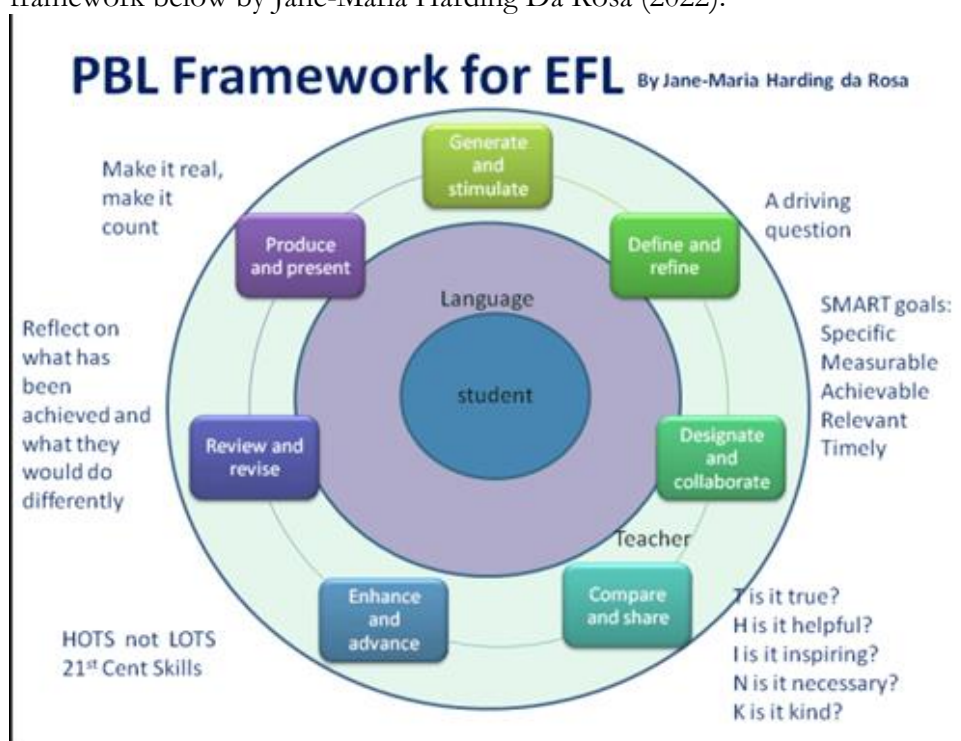 framework below by Jane-Maria Harding Da Rosa (2022).
PBL Framework for EFL By Jane-Maria Harding da Rosa
Generate
and
stimulate
Make it real,
make it
count
A driving
question
Produce
and present
Define and
refine
Language
SMART goals:
Specific
Measurable
Achievable
Relevant
Timely
Reflect on
what has
been
achieved and
what they
would do
differently
student
Review and
revise
Designate
and
collaborate
Teacher
Enhance
and
advance
Compare
and share
T is it true?
H is it helpful?
I is it inspiring?
N is it necessary?
K is it kind?
HOTS not LOTS
21st Cent Skills